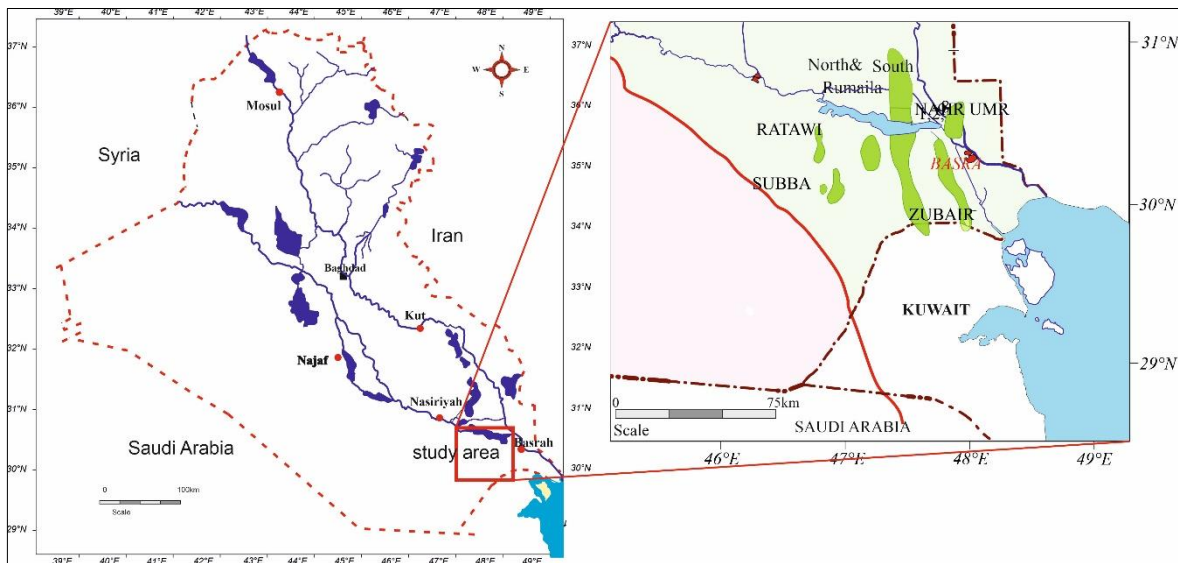 39°E 40°E 41°E 42°E 43°E 44°E 45°E 46°E 47°E 48°E 49°E
37°N
36°N
35°N
34°N
33°N
32°N
31°N
30°N
29°N
N
W E
S
Mosul
Syria
Iran
Baghdad
Kut
Najaf
Nasiriyah
Basrah
study area
Saudi Arabia
0 100km
Scale
37°N
36°N
35°N
34°N
33°N
32°N
31°N
30°N
39°E 40°E 41°E 42°E 43°E 44°E 45°E 46°E 47°E 48°E 49°E
North& South
Rumaila
NAHR UMR
RATAWI
BASRA
SUBBA
ZUBAIR
KUWAIT
0 75km
Scale
SAUDI ARABIA
31°N
30°N
29°N
46°E 47°E 48°E 49°E